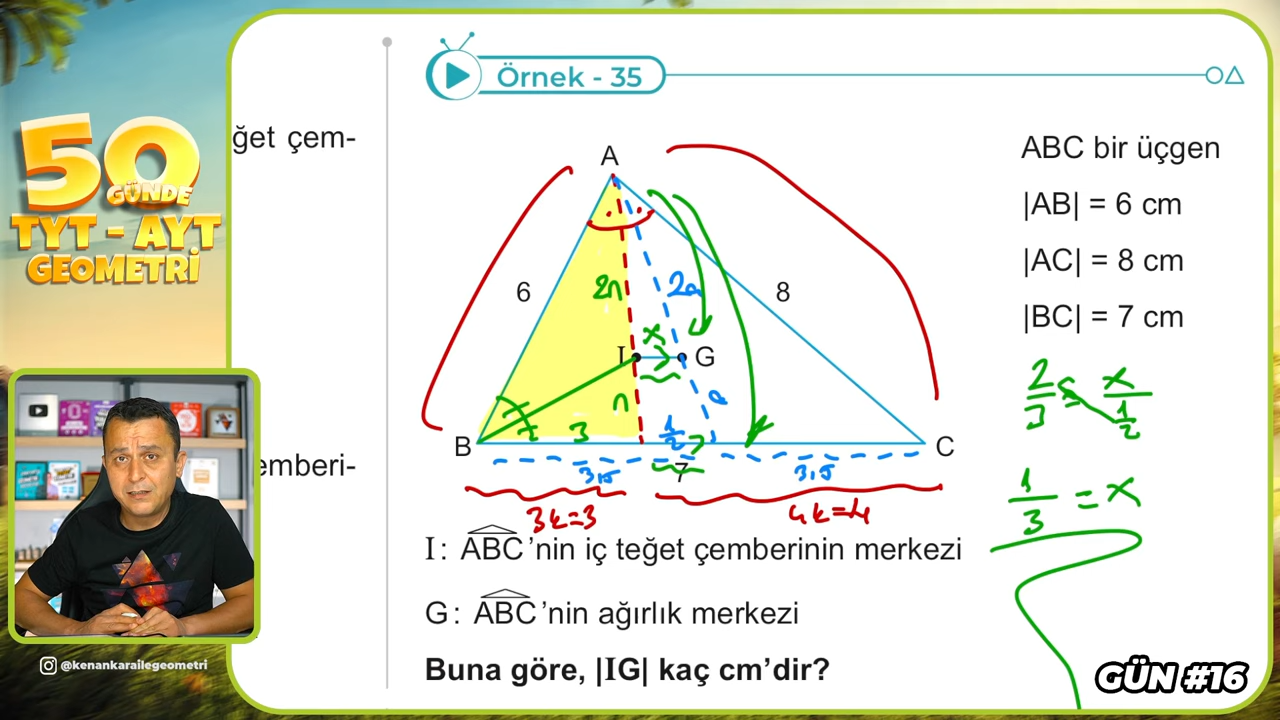 50
GÜNDE
TYT - AYT
GEOMETRİ
ğet çem-
emberi-
@kenankarailegeometri
Örnek - 35
A
6
8
2n
2a
x
I
G
n
a
3
1/2
B
C
7
3,5
3,5
3k=3
4k=4
ABC bir üçgen
|AB| = 6 cm
|AC| = 8 cm
|BC| = 7 cm
2/3 = x/(1/2)
1/3 = x
I : ABC'nin iç teğet çemberinin merkezi
G : ABC'nin ağırlık merkezi
Buna göre, |IG| kaç cm'dir?
GÜN #16